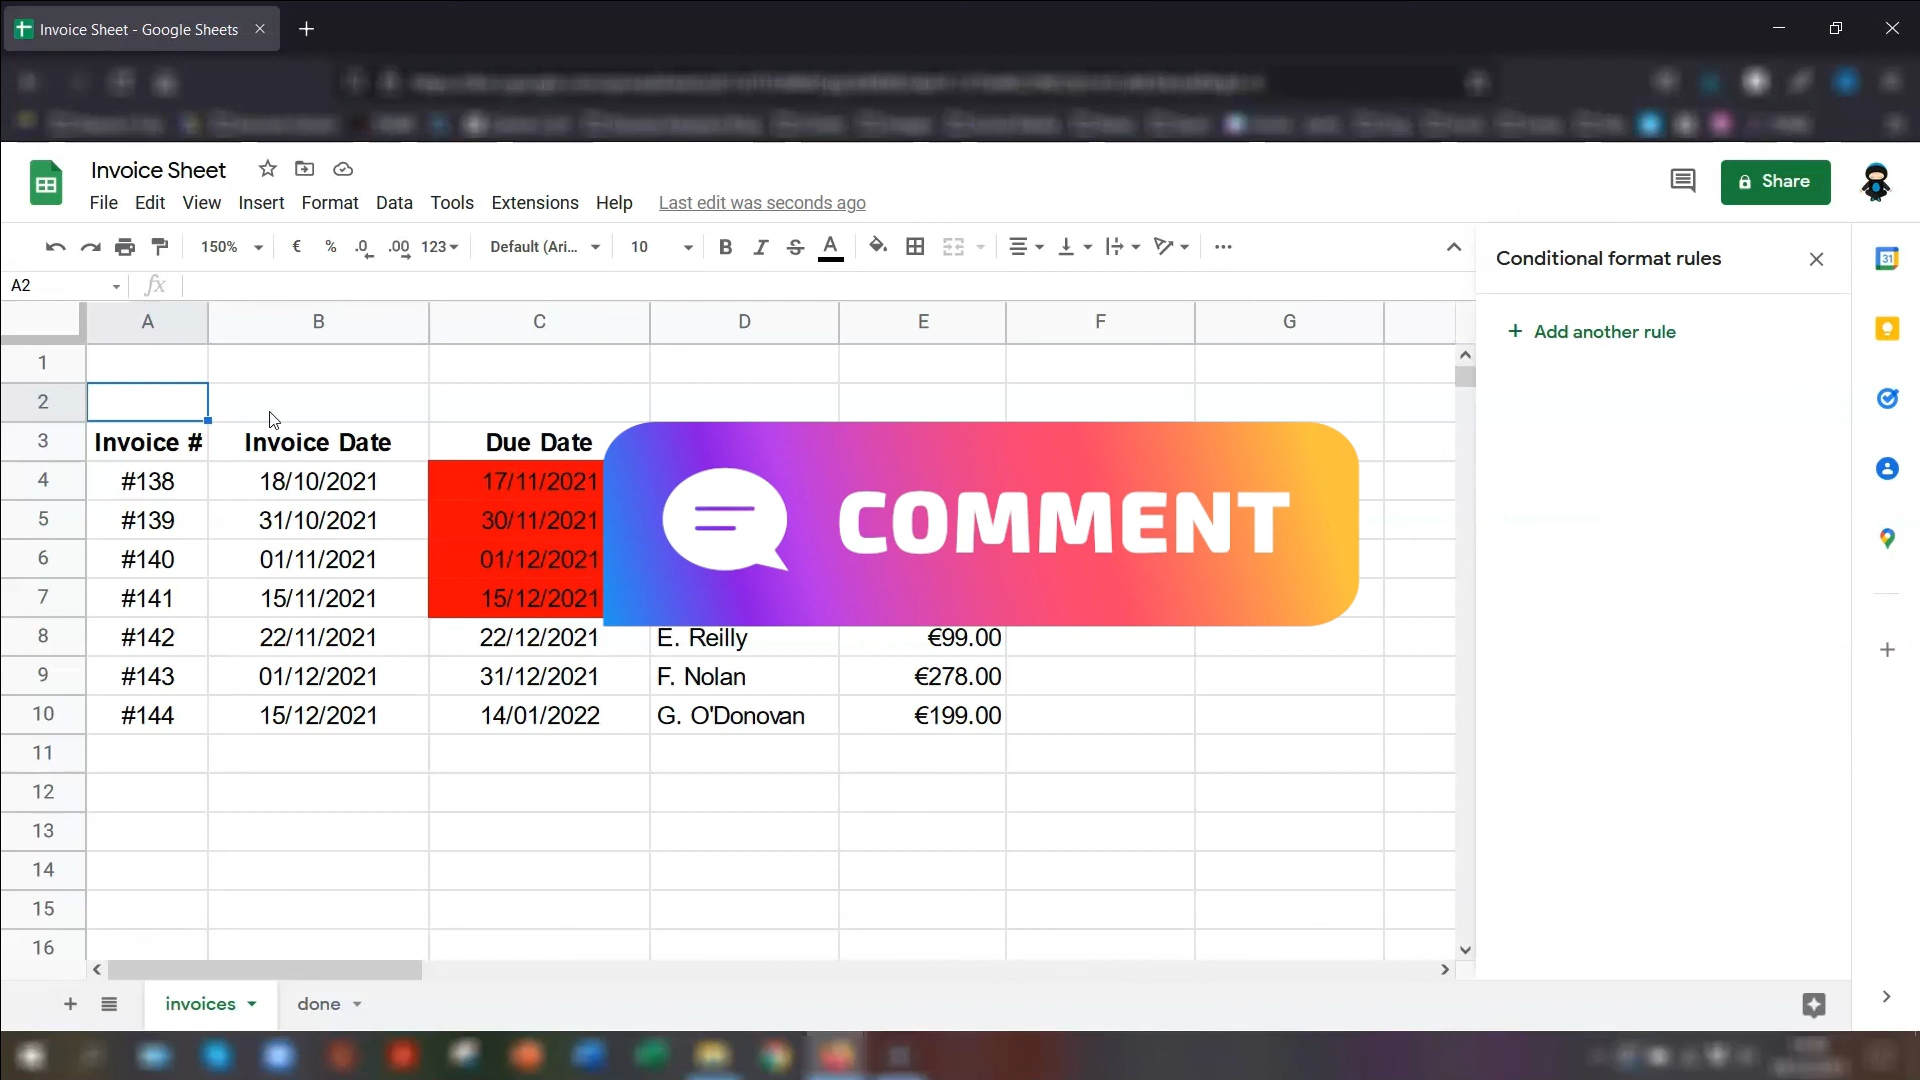 Invoice Sheet - Google Sheets
Invoice Sheet
File Edit View Insert Format Data Tools Extensions Help Last edit was seconds ago
Share
150% € % .0 .00 123 Default (Ari... 10 B I S A
Conditional format rules
31
A2 fx
Add another rule
A B C D E F G
1
2
3 Invoice # Invoice Date Due Date
4 #138 18/10/2021 17/11/2021
5 #139 31/10/2021 30/11/2021
COMMENT
6 #140 01/11/2021 01/12/2021
7 #141 15/11/2021 15/12/2021
8 #142 22/11/2021 22/12/2021 E. Reilly €99.00
9 #143 01/12/2021 31/12/2021 F. Nolan €278.00
10 #144 15/12/2021 14/01/2022 G. O'Donovan €199.00
11
12
13
14
15
16
invoices done